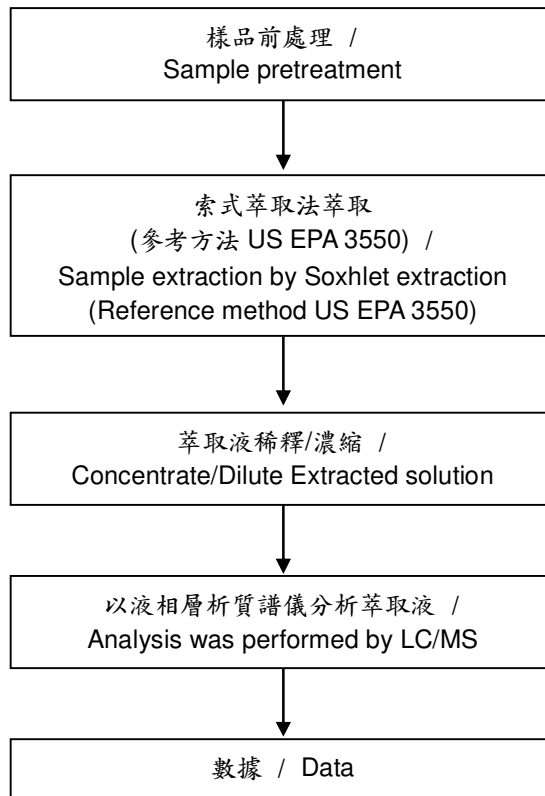 樣品前處理 /
Sample pretreatment
索式萃取法萃取
(參考方法 US EPA 3550) /
Sample extraction by Soxhlet extraction
(Reference method US EPA 3550)
萃取液稀釋/濃縮 /
Concentrate/Dilute Extracted solution
以液相層析質譜儀分析萃取液 /
Analysis was performed by LC/MS
數據 / Data